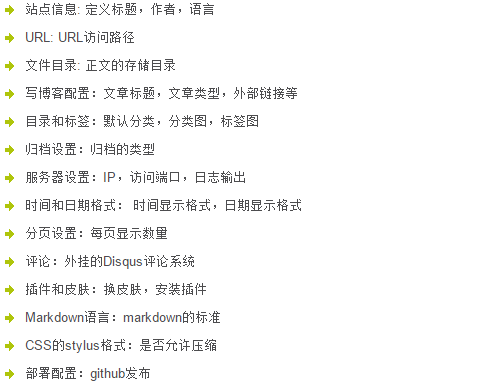 站点信息: 定义标题，作者，语言
URL: URL访问路径
文件目录: 正文的存储目录
写博客配置：文章标题，文章类型，外部链接等
目录和标签：默认分类，分类图，标签图
归档设置：归档的类型
服务器设置：IP，访问端口，日志输出
时间和日期格式： 时间显示格式，日期显示格式
分页设置：每页显示数量
评论：外挂的Disqus评论系统
插件和皮肤：换皮肤，安装插件
Markdown语言：markdown的标准
CSS的stylus格式：是否允许压缩
部署配置：github发布